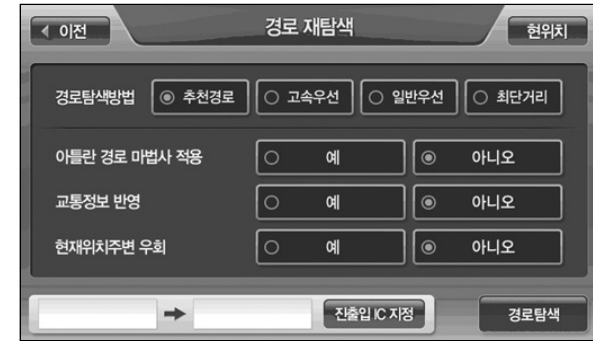 이전 경로 재탐색 현위치
경로탐색방법 추천경로 고속우선 일반우선 최단거리
아틀란 경로 마법사 적용 예 아니오
교통정보 반영 예 아니오
현재위치주변 우회 예 아니오
진출입 IC 지정 경로탐색